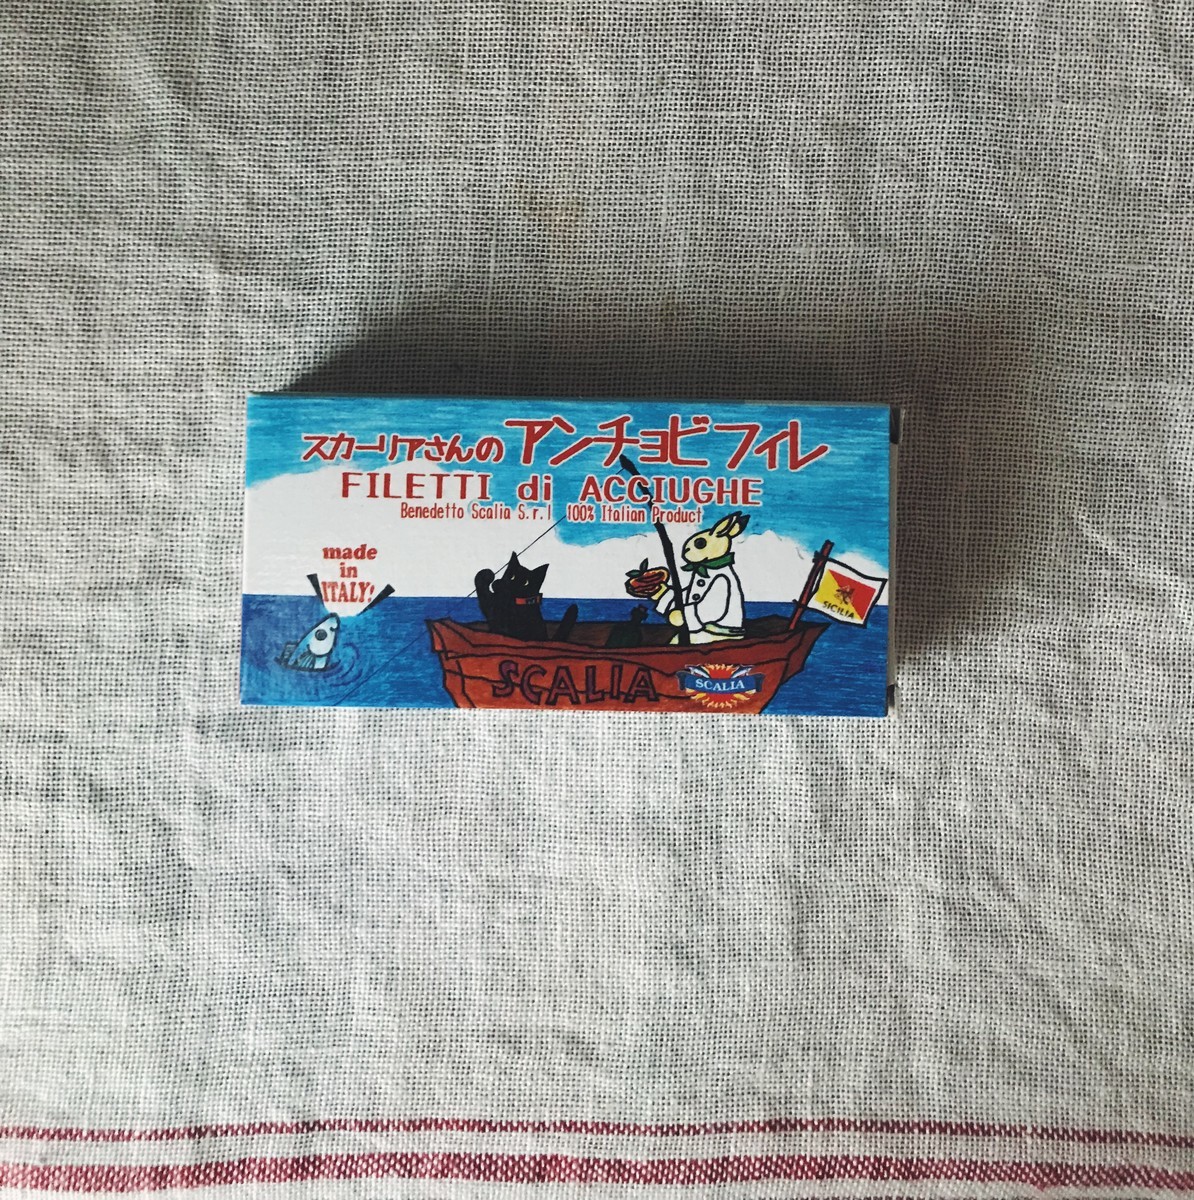 スカーリアさんの アンチョビフィレ
FILETTI di ACCIUGHE
Benedetto Scalia S.r.l 100% Italian Product
made
in
ITALY!
SICILIA
SCALIA
SCALIA